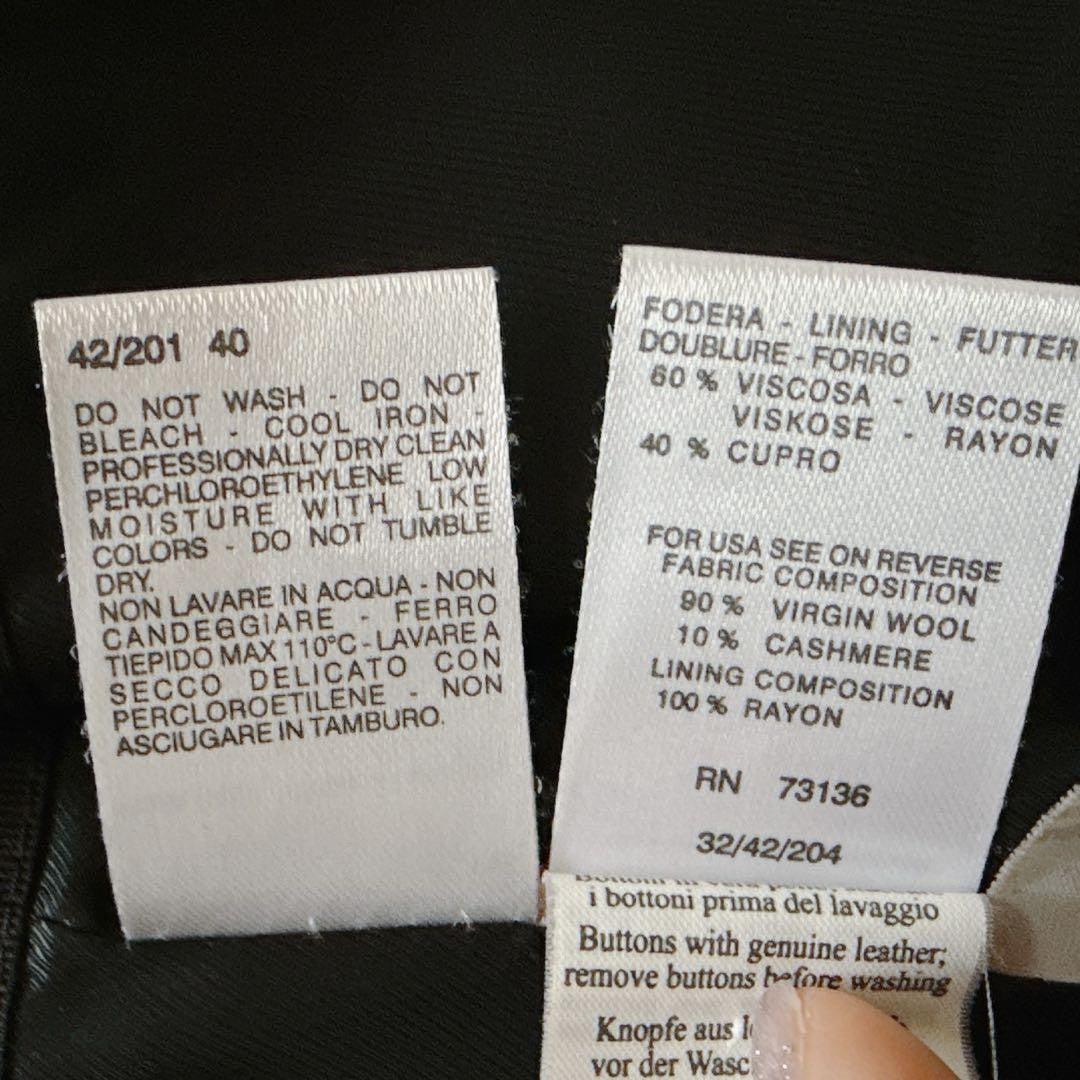 42/201 40
DO NOT WASH - DO NOT
BLEACH - COOL IRON -
PROFESSIONALLY DRY CLEAN
PERCHLOROETHYLENE LOW
MOISTURE WITH LIKE
COLORS - DO NOT TUMBLE
DRY.
NON LAVARE IN ACQUA - NON
CANDEGGIARE - FERRO
TIEPIDO MAX 110°C - LAVARE A
SECCO DELICATO CON
PERCLOROETILENE - NON
ASCIUGARE IN TAMBURO.
FODERA - LINING - FUTTER
DOUBLURE - FORRO
60 % VISCOSA - VISCOSE
VISKOSE - RAYON
40 % CUPRO
FOR USA SEE ON REVERSE
FABRIC COMPOSITION
90 % VIRGIN WOOL
10 % CASHMERE
LINING COMPOSITION
100 % RAYON
RN 73136
32/42/204
i bottoni prima del lavaggio
Buttons with genuine leather;
remove buttons before washing
Knopfe aus
vor der